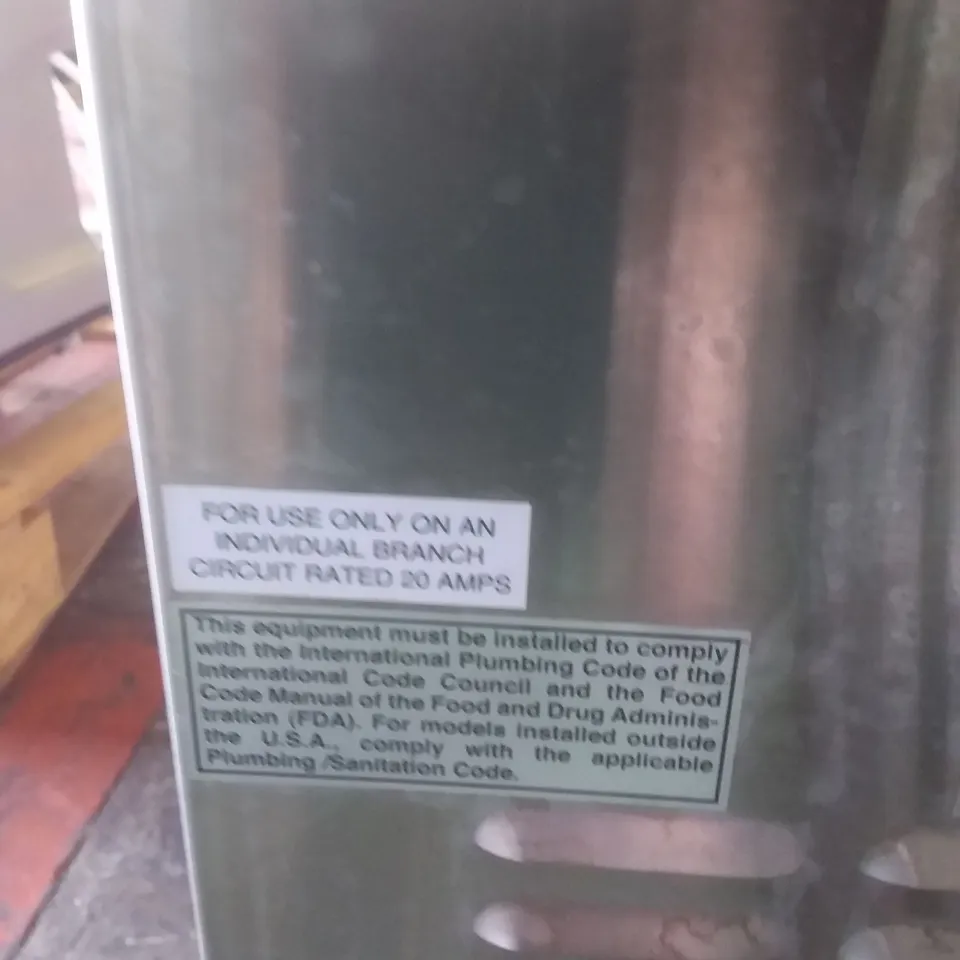 FOR USE ONLY ON AN
INDIVIDUAL BRANCH
CIRCUIT RATED 20 AMPS
This equipment must be installed to comply
with the International Plumbing Code of the
International Code Council and the Food
Code Manual of the Food and Drug Adminis-
tration (FDA). For models installed outside
the U.S.A., comply with the applicable
Plumbing /Sanitation Code.